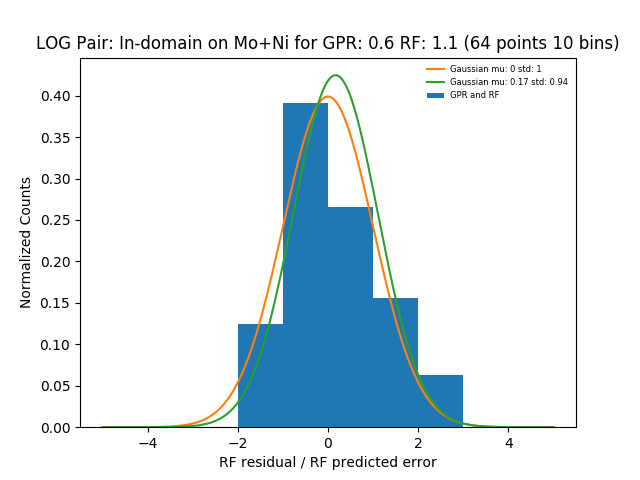 LOG Pair: In-domain on Mo+Ni for GPR: 0.6 RF: 1.1 (64 points 10 bins)
Gaussian mu: 0 std: 1
Gaussian mu: 0.17 std: 0.94
GPR and RF
Normalized Counts
0.40
0.35
0.30
0.25
0.20
0.15
0.10
0.05
0.00
−4 −2 0 2 4
RF residual / RF predicted error